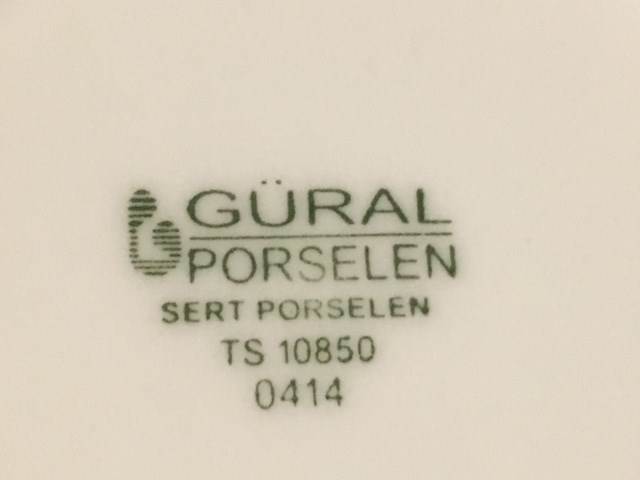 GÜRAL
PORSELEN
SERT PORSELEN
TS 10850
0414